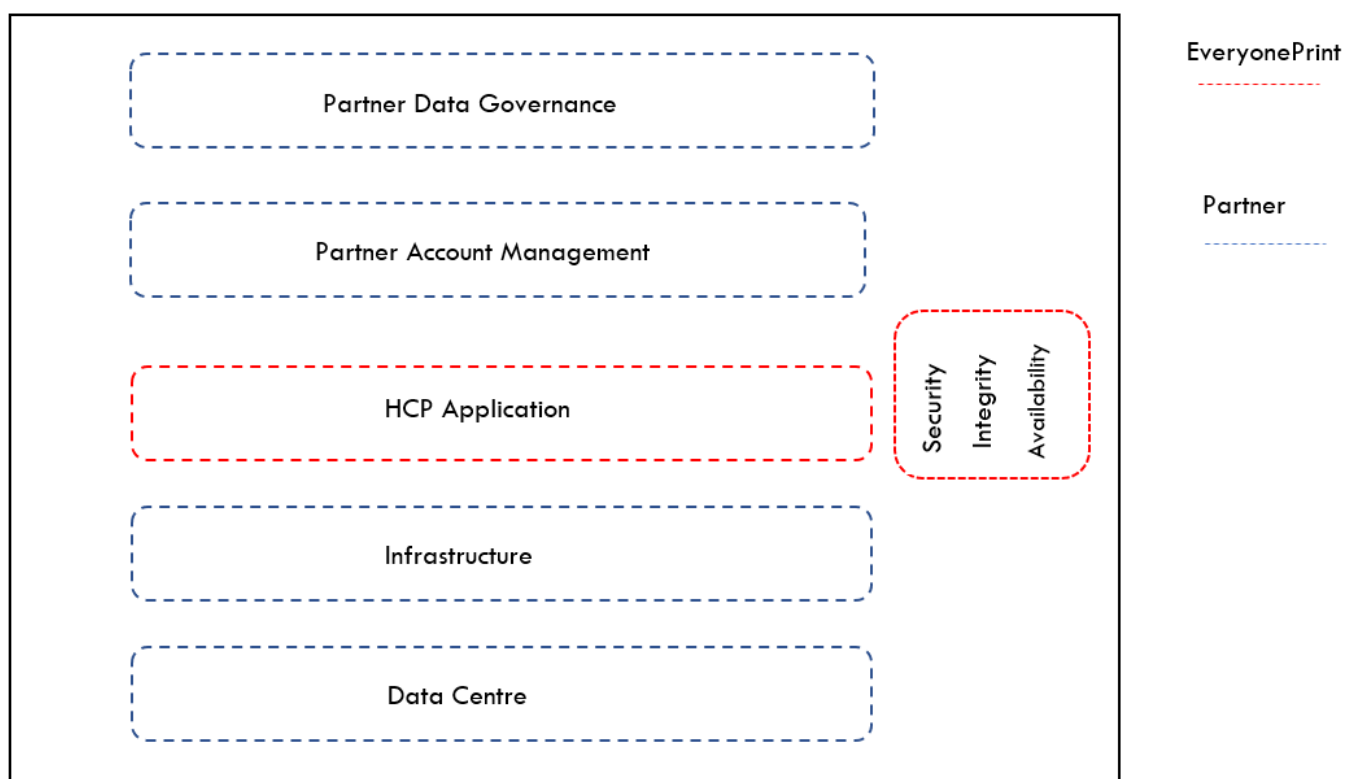 EveryonePrint
Partner
Partner Data Governance
Partner Account Management
HCP Application
Security
Integrity
Availability
Infrastructure
Data Centre